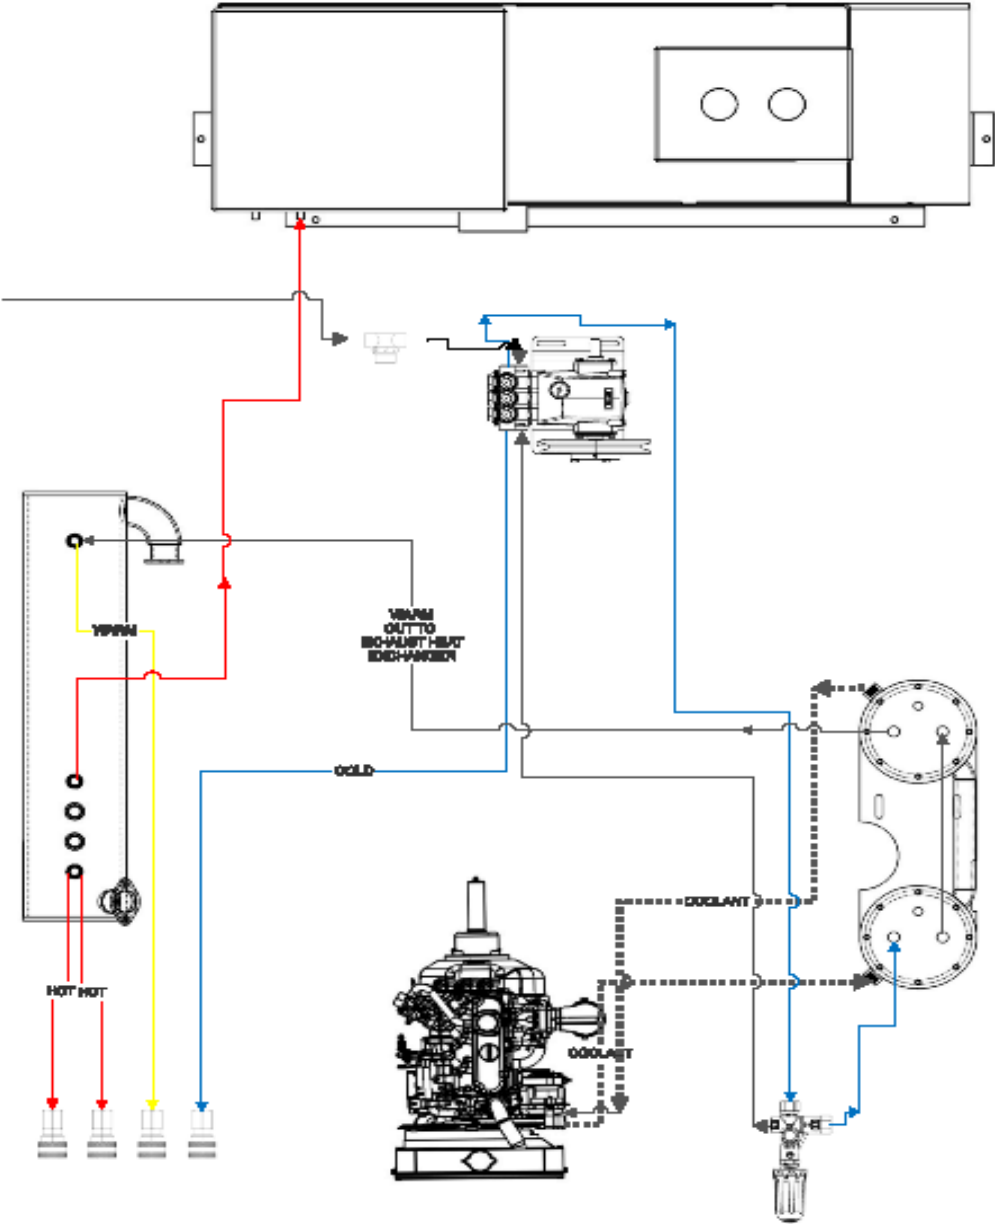 WARM
OUT TO
EXHAUST HEAT
EXCHANGER
WARM
COLD
COOLANT
HOT HOT
COOLANT